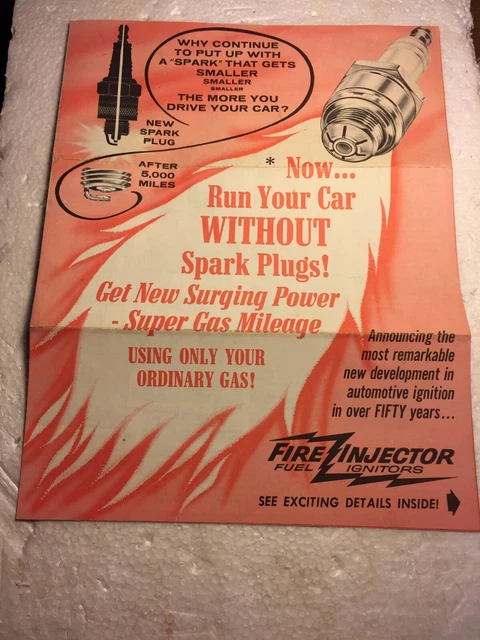 WHY CONTINUE
TO PUT UP WITH
A "SPARK" THAT GETS
SMALLER
SMALLER
SMALLER
THE MORE YOU
DRIVE YOUR CAR?
NEW
SPARK
PLUG
AFTER
5,000
MILES
* Now...
Run Your Car
WITHOUT
Spark Plugs!
Get New Surging Power
- Super Gas Mileage
USING ONLY YOUR
ORDINARY GAS!
Announcing the
most remarkable
new development in
automotive ignition
in over FIFTY years...
FIRE INJECTOR
FUEL IGNITORS
SEE EXCITING DETAILS INSIDE!